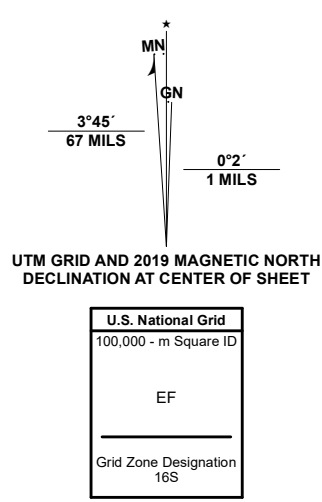 MN
GN
3°45´
67 MILS
0°2´
1 MILS
UTM GRID AND 2019 MAGNETIC NORTH
DECLINATION AT CENTER OF SHEET
U.S. National Grid
100,000 - m Square ID
EF
Grid Zone Designation
16S